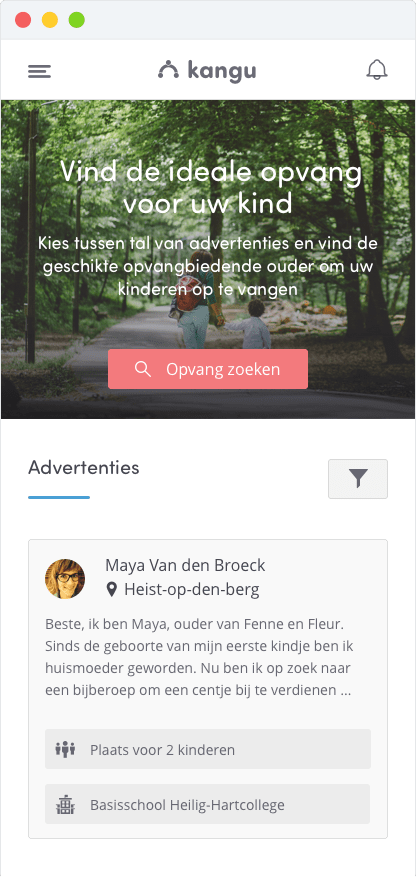 kangu
Vind de ideale opvang
voor uw kind
Kies tussen tal van advertenties en vind de
geschikte opvangbiedende ouder om uw
kinderen op te vangen
Opvang zoeken
Advertenties
Maya Van den Broeck
Heist-op-den-berg
Beste, ik ben Maya, ouder van Fenne en Fleur.
Sinds de geboorte van mijn eerste kindje ben ik
huismoeder geworden. Nu ben ik op zoek naar
een bijberoep om een centje bij te verdienen ...
Plaats voor 2 kinderen
Basisschool Heilig-Hartcollege